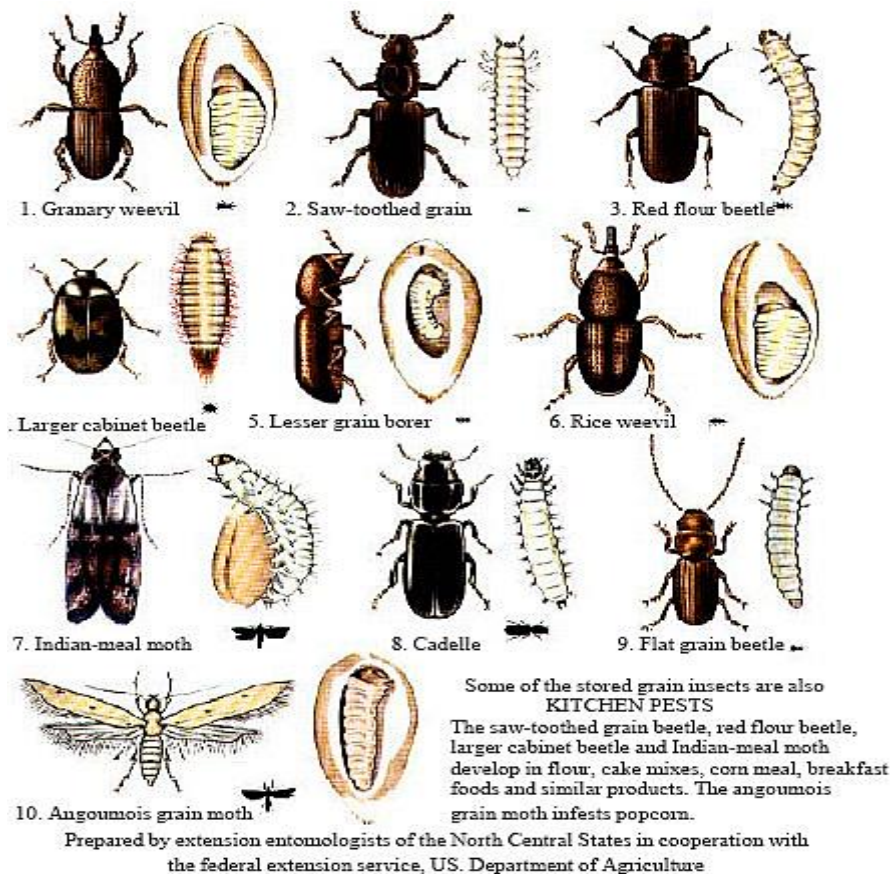 1. Granary weevil
2. Saw-toothed grain
3. Red flour beetle
. Larger cabinet beetle
5. Lesser grain borer
6. Rice weevil
7. Indian-meal moth
8. Cadelle
9. Flat grain beetle
10. Angoumois grain moth
Some of the stored grain insects are also
KITCHEN PESTS
The saw-toothed grain beetle, red flour beetle,
larger cabinet beetle and Indian-meal moth
develop in flour, cake mixes, corn meal, breakfast
foods and similar products. The angoumois
grain moth infests popcorn.
Prepared by extension entomologists of the North Central States in cooperation with
the federal extension service, US. Department of Agriculture